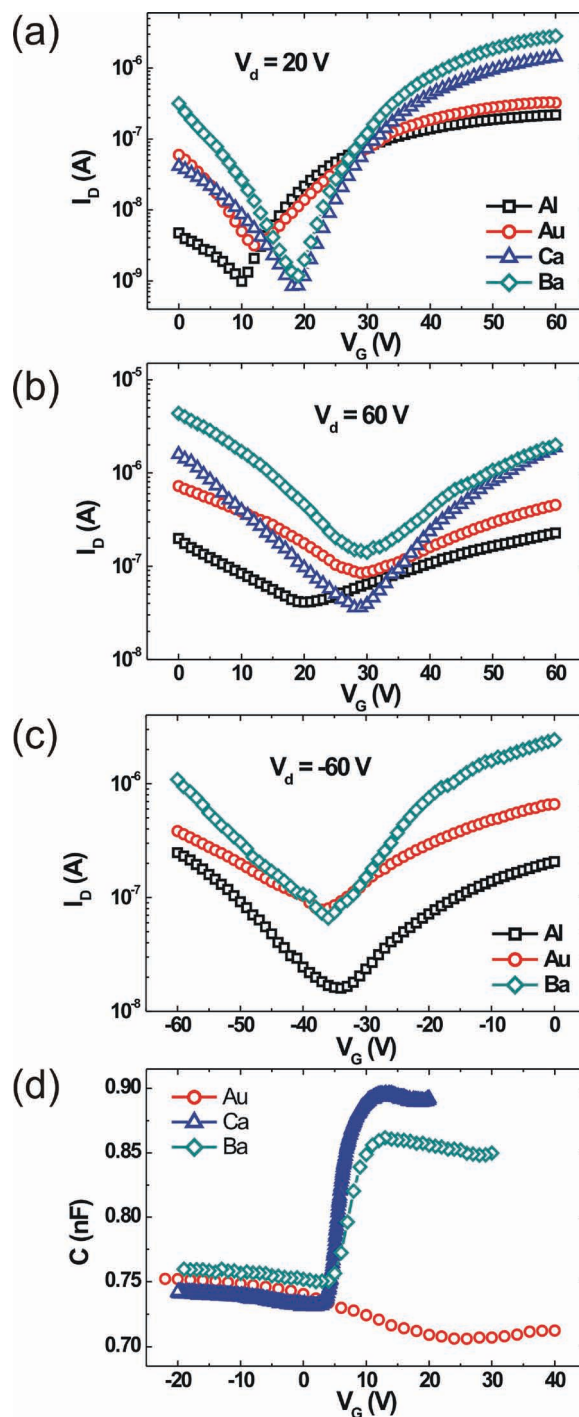 (a)
V_d = 20 V
I_D (A)
10^-6
10^-7
10^-8
10^-9
Al
Au
Ca
Ba
0 10 20 30 40 50 60
V_G (V)
(b)
V_d = 60 V
I_D (A)
10^-5
10^-6
10^-7
10^-8
0 10 20 30 40 50 60
V_G (V)
(c)
V_d = -60 V
I_D (A)
10^-6
10^-7
10^-8
Al
Au
Ba
-60 -50 -40 -30 -20 -10 0
V_G (V)
(d)
Au
Ca
Ba
C (nF)
0.90
0.85
0.80
0.75
0.70
-20 -10 0 10 20 30 40
V_G (V)